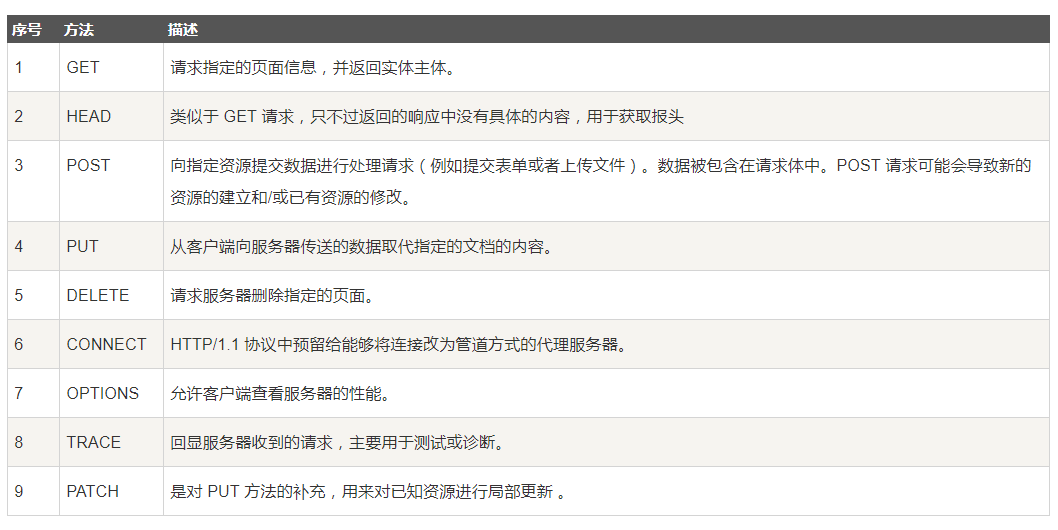 序号 方法 描述
1 GET 请求指定的页面信息，并返回实体主体。
2 HEAD 类似于 GET 请求，只不过返回的响应中没有具体的内容，用于获取报头
3 POST 向指定资源提交数据进行处理请求（例如提交表单或者上传文件）。数据被包含在请求体中。POST 请求可能会导致新的
资源的建立和/或已有资源的修改。
4 PUT 从客户端向服务器传送的数据取代指定的文档的内容。
5 DELETE 请求服务器删除指定的页面。
6 CONNECT HTTP/1.1 协议中预留给能够将连接改为管道方式的代理服务器。
7 OPTIONS 允许客户端查看服务器的性能。
8 TRACE 回显服务器收到的请求，主要用于测试或诊断。
9 PATCH 是对 PUT 方法的补充，用来对已知资源进行局部更新 。